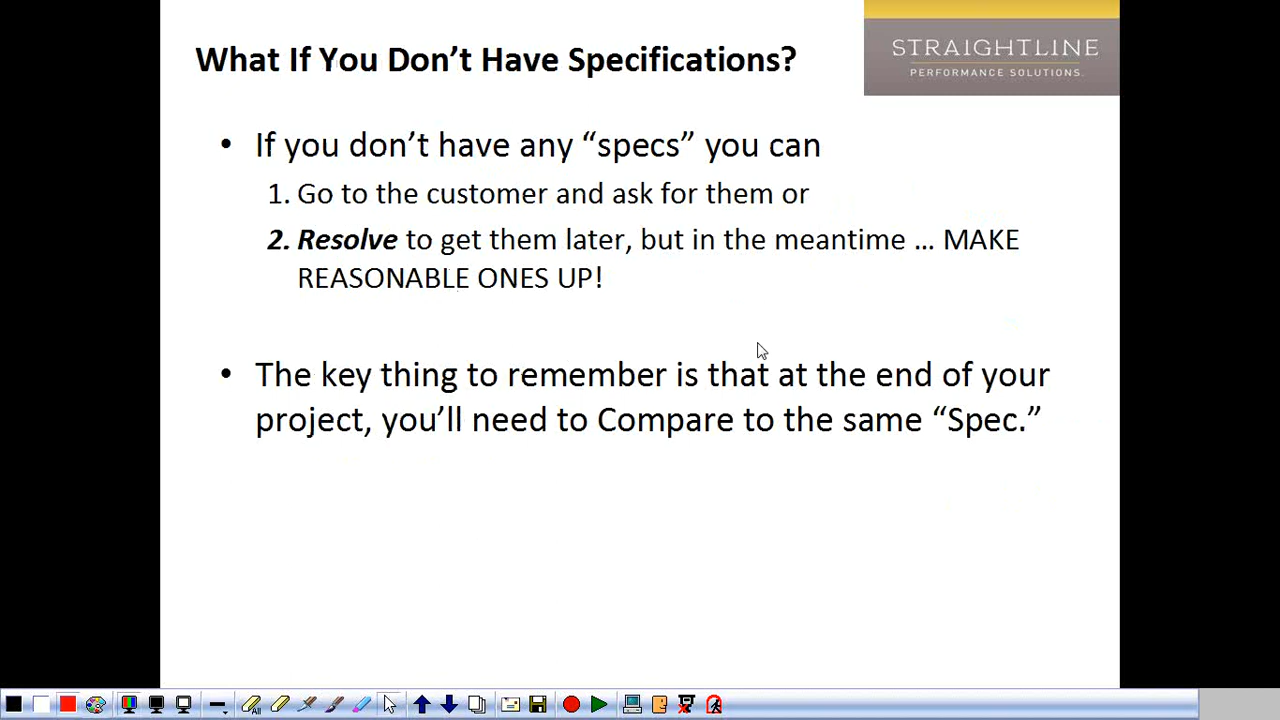 What If You Don’t Have Specifications?
STRAIGHTLINE
PERFORMANCE SOLUTIONS.
• If you don’t have any “specs” you can
1. Go to the customer and ask for them or
2. Resolve to get them later, but in the meantime … MAKE
REASONABLE ONES UP!
• The key thing to remember is that at the end of your
project, you’ll need to Compare to the same “Spec.”
All